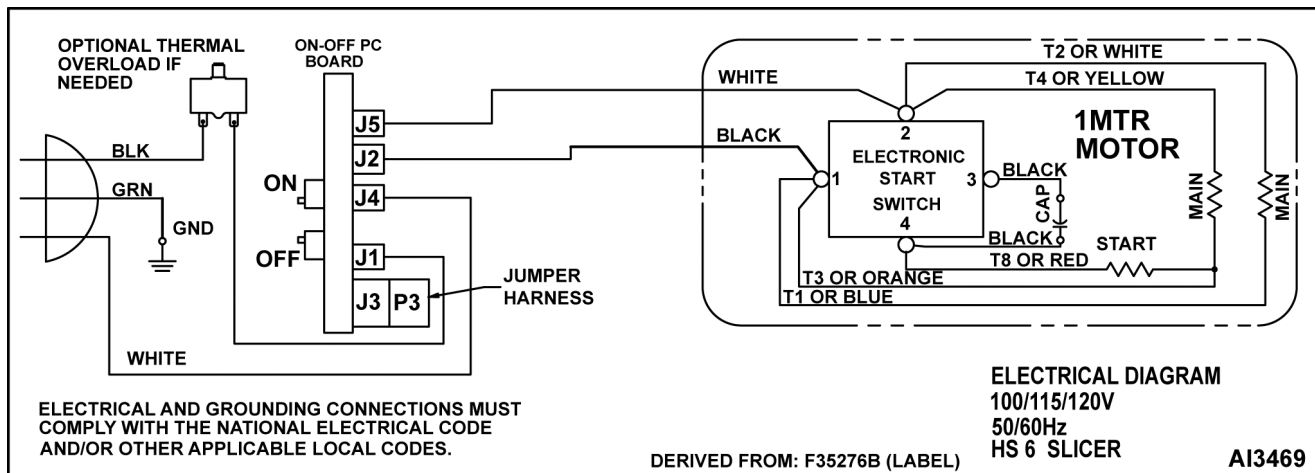 OPTIONAL THERMAL
OVERLOAD IF
NEEDED
ON-OFF PC
BOARD
BLK
GRN
GND
WHITE
ON
OFF
J5
J2
J4
J1
J3
P3
JUMPER
HARNESS
WHITE
BLACK
T2 OR WHITE
T4 OR YELLOW
1MTR
MOTOR
2
ELECTRONIC
START
SWITCH
1
3
4
BLACK
CAP
BLACK
MAIN
MAIN
START
T8 OR RED
T3 OR ORANGE
T1 OR BLUE
ELECTRICAL AND GROUNDING CONNECTIONS MUST
COMPLY WITH THE NATIONAL ELECTRICAL CODE
AND/OR OTHER APPLICABLE LOCAL CODES.
ELECTRICAL DIAGRAM
100/115/120V
50/60Hz
HS 6 SLICER
DERIVED FROM: F35276B (LABEL)
AI3469